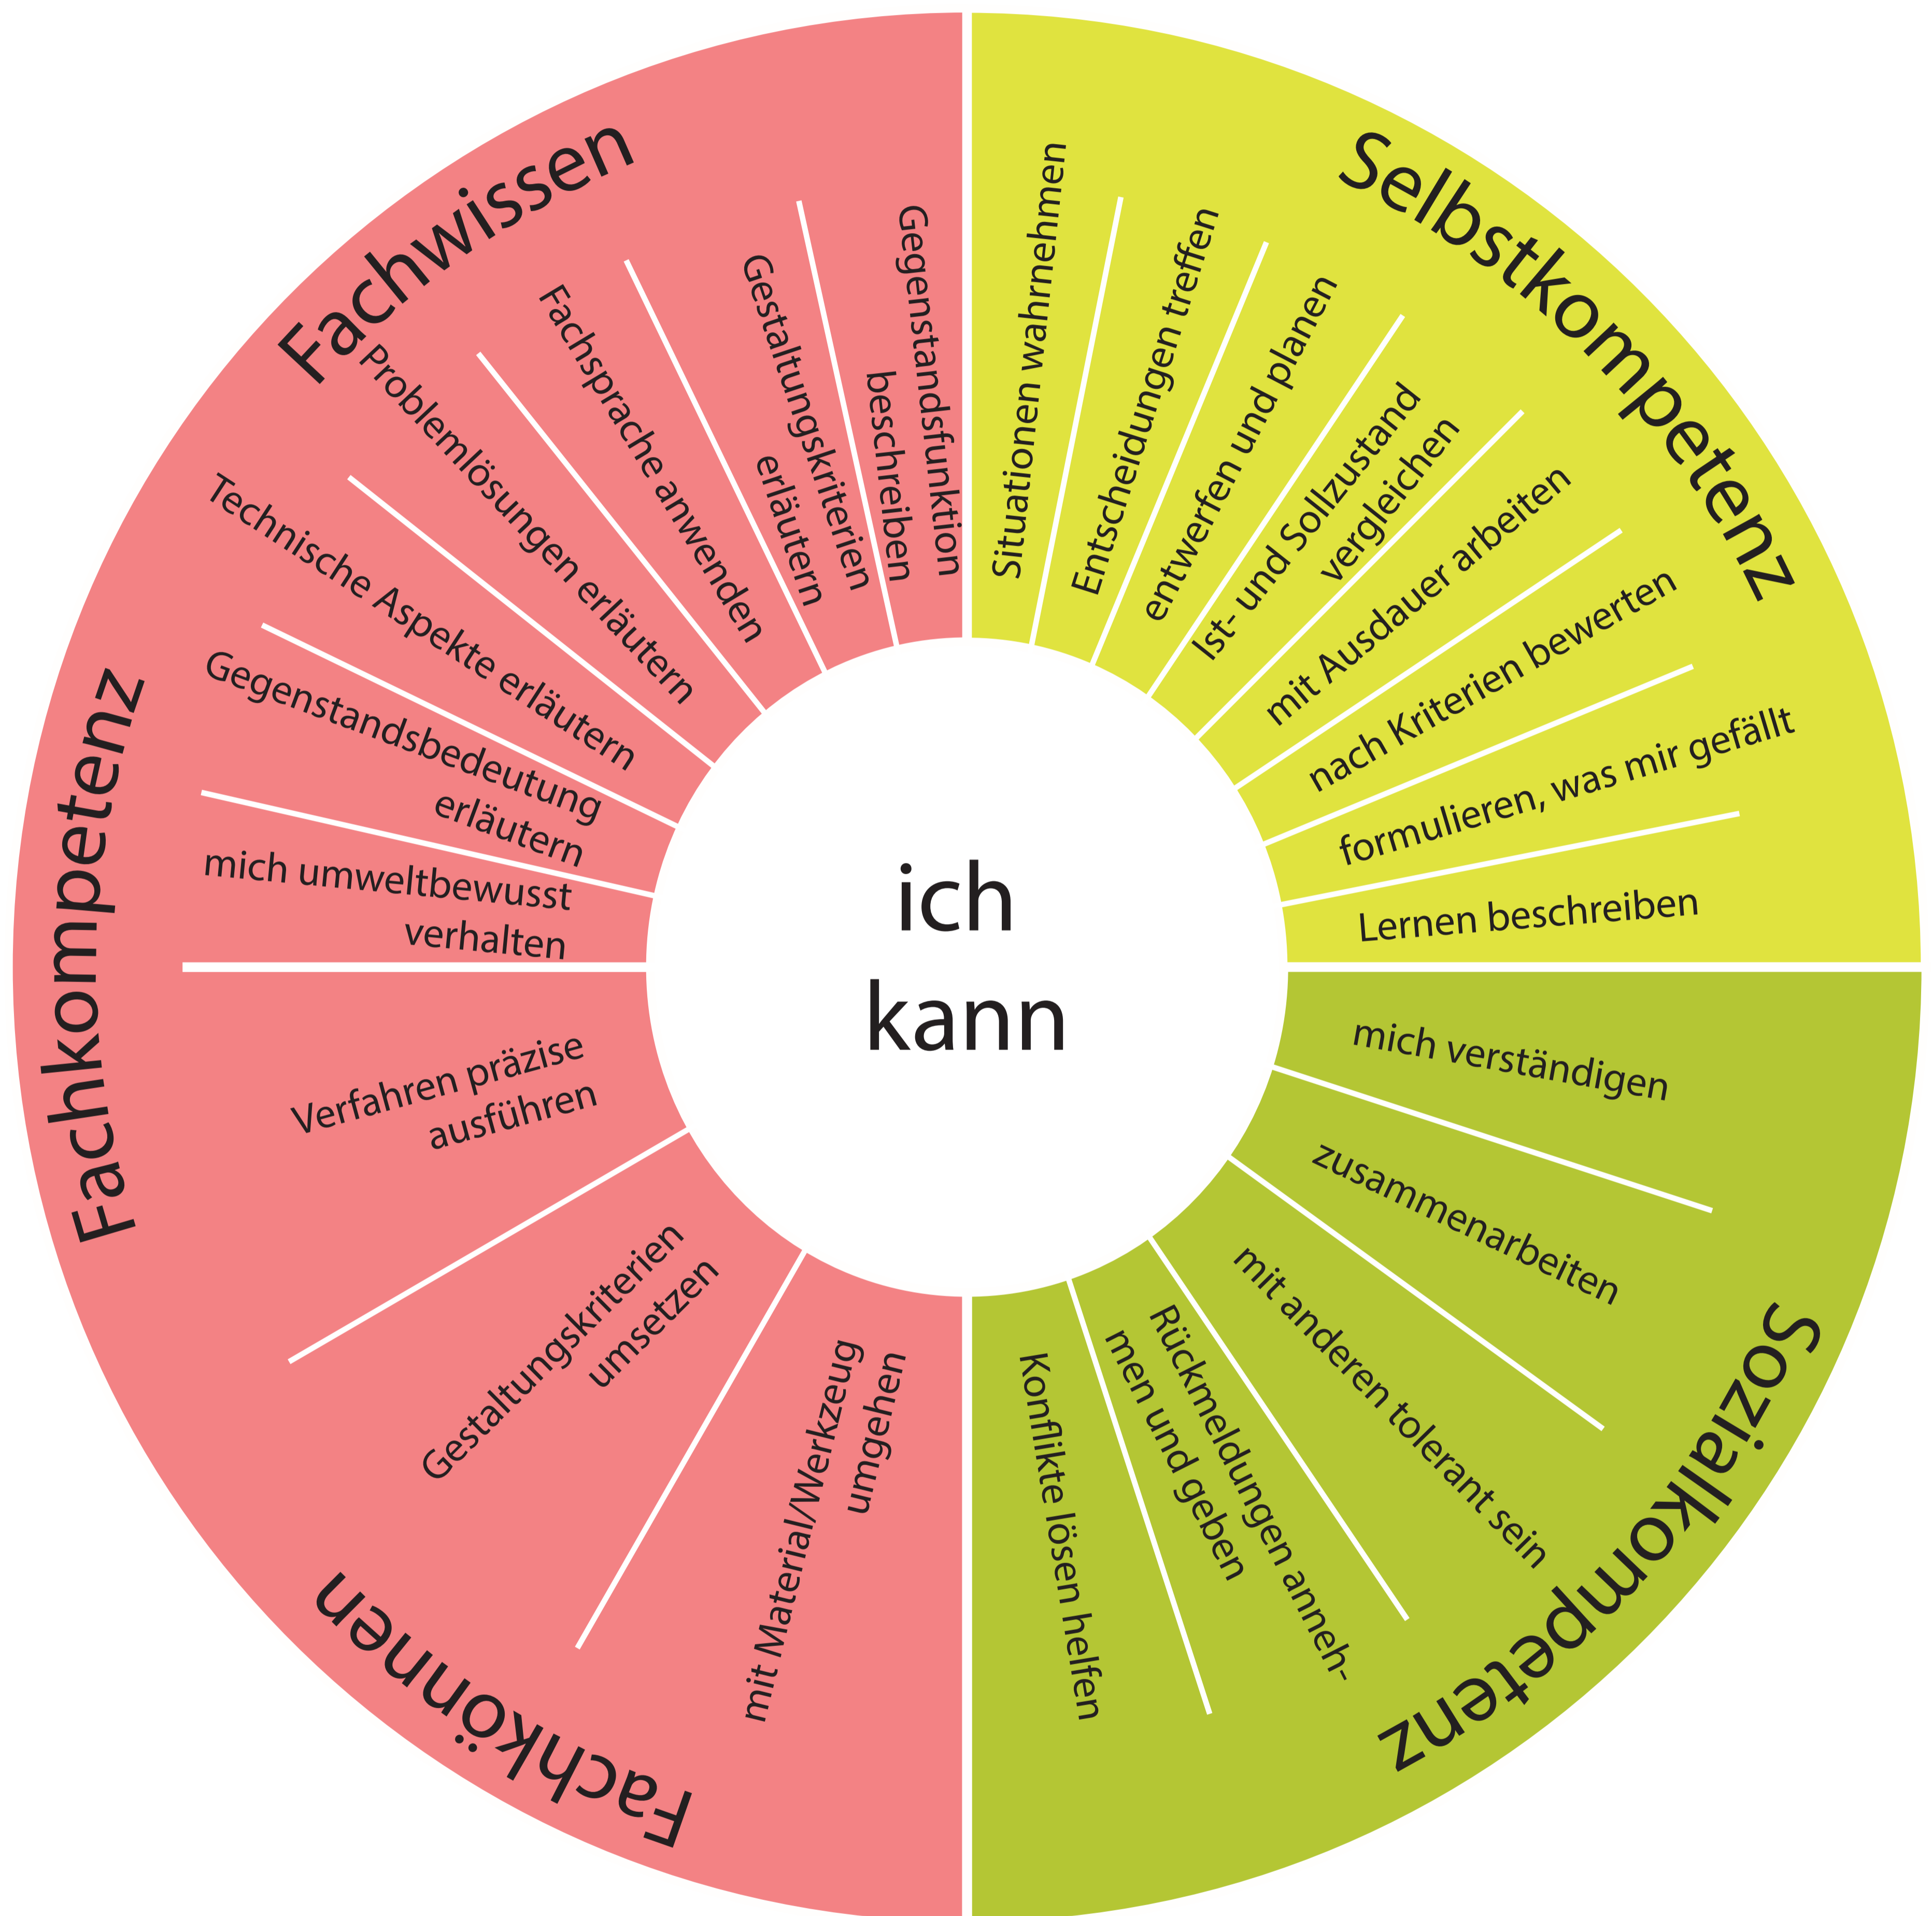 ich
kann
Selbstkompetenz
Situationen wahrnehmen
Entscheidungen treffen
entwerfen und planen
Ist- und Sollzustand
vergleichen
mit Ausdauer arbeiten
nach Kriterien bewerten
formulieren, was mir gefällt
Lernen beschreiben
Sozialkompetenz
mich verständigen
zusammenarbeiten
mit anderen tolerant sein
Rückmeldungen anneh-
men und geben
Konflikte lösen helfen
Fachkompetenz
Fachkönnen
mit Material/Werkzeug
umgehen
Gestaltungskriterien
umsetzen
Verfahren präzise
ausführen
Fachwissen
mich umweltbewusst
verhalten
Gegenstandsbedeutung
erläutern
Technische Aspekte erläutern
Problemlösungen erläutern
Fachsprache anwenden
Gestaltungskriterien
erläutern
Gegenstandsfunktion
beschreiben